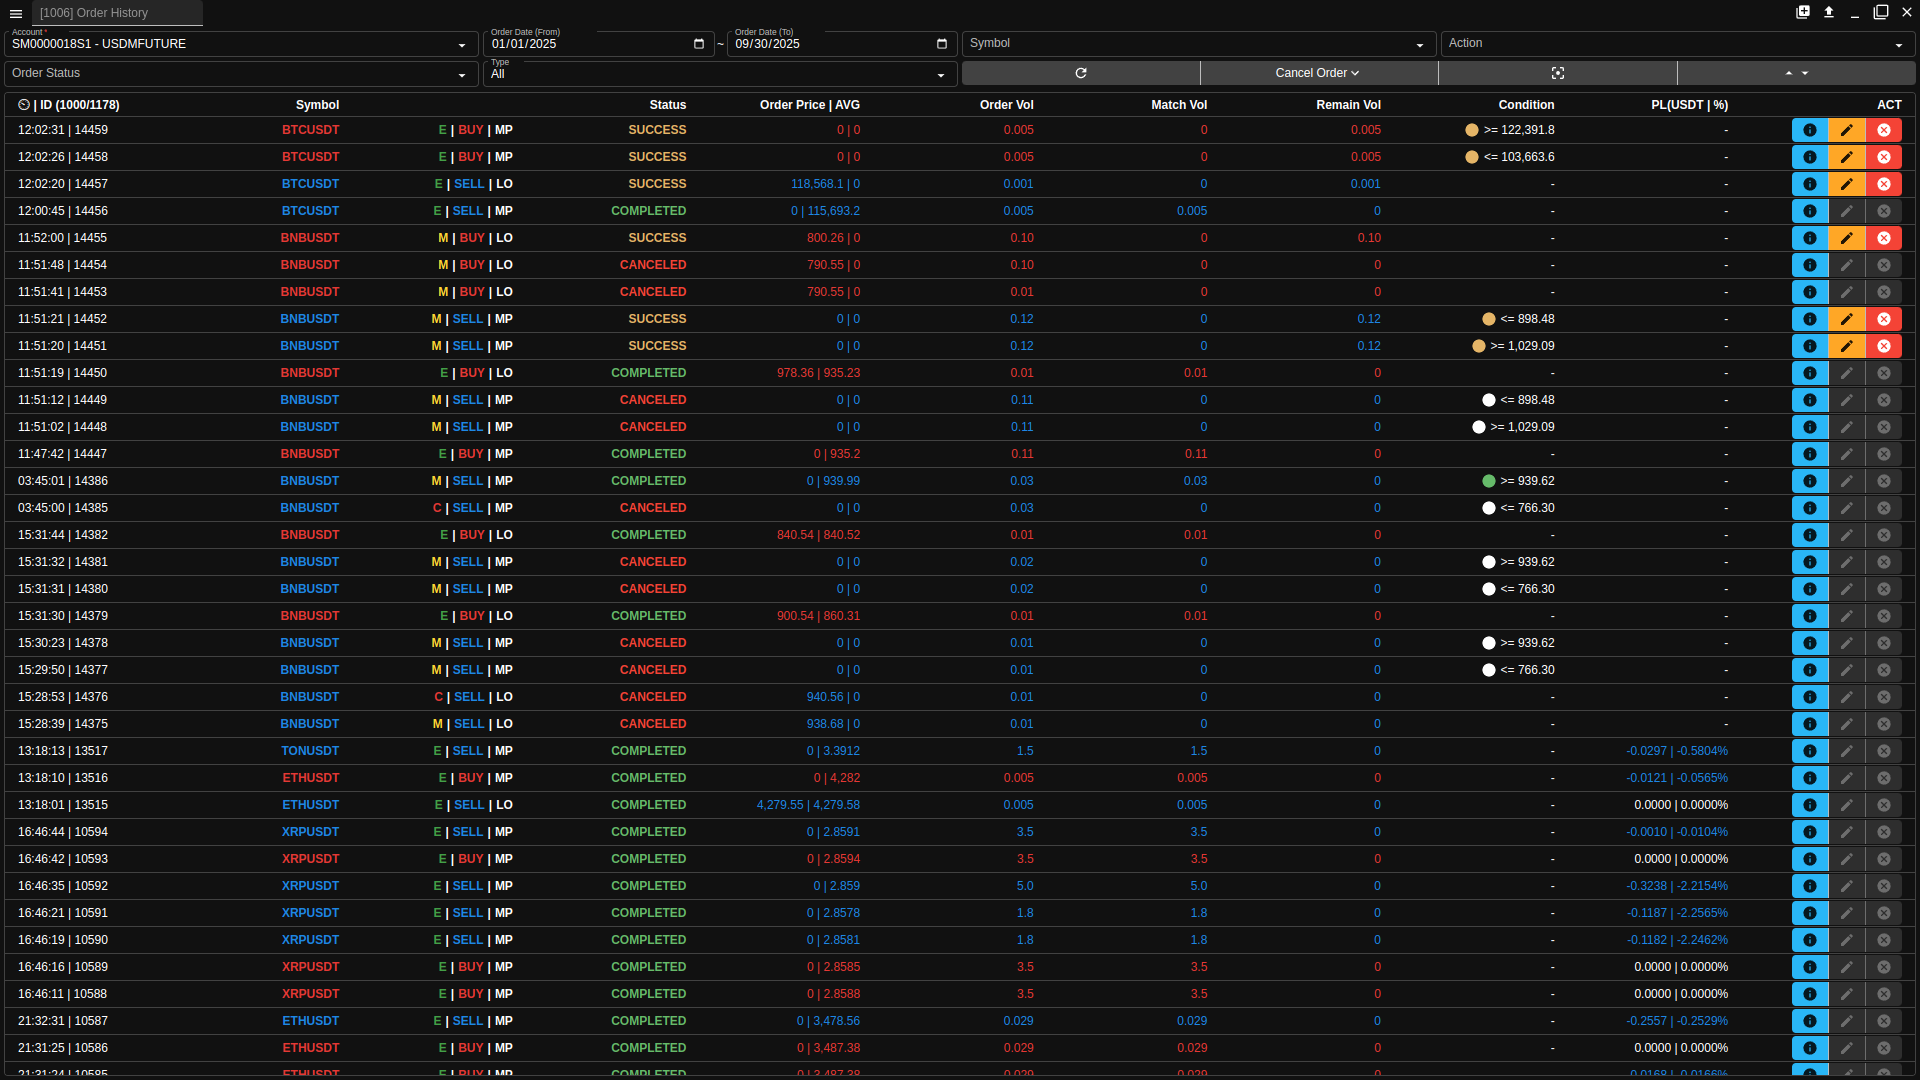 [1006] Order History
Account*
SM0000018S1 - USDMFUTURE
Order Date (From)
01/01/2025
~
Order Date (To)
09/30/2025
Symbol
Action
Order Status
Type
All
Cancel Order
| ID (1000/1178) Symbol Status Order Price | AVG Order Vol Match Vol Remain Vol Condition PL(USDT | %) ACT
12:02:31 | 14459 BTCUSDT E | BUY | MP SUCCESS 0 | 0 0.005 0 0.005 >= 122,391.8 -
12:02:26 | 14458 BTCUSDT E | BUY | MP SUCCESS 0 | 0 0.005 0 0.005 <= 103,663.6 -
12:02:20 | 14457 BTCUSDT E | SELL | LO SUCCESS 118,568.1 | 0 0.001 0 0.001 - -
12:00:45 | 14456 BTCUSDT E | SELL | MP COMPLETED 0 | 115,693.2 0.005 0.005 0 - -
11:52:00 | 14455 BNBUSDT M | BUY | LO SUCCESS 800.26 | 0 0.10 0 0.10 - -
11:51:48 | 14454 BNBUSDT M | BUY | LO CANCELED 790.55 | 0 0.10 0 0 - -
11:51:41 | 14453 BNBUSDT M | BUY | LO CANCELED 790.55 | 0 0.01 0 0 - -
11:51:21 | 14452 BNBUSDT M | SELL | MP SUCCESS 0 | 0 0.12 0 0.12 <= 898.48 -
11:51:20 | 14451 BNBUSDT M | SELL | MP SUCCESS 0 | 0 0.12 0 0.12 >= 1,029.09 -
11:51:19 | 14450 BNBUSDT E | BUY | LO COMPLETED 978.36 | 935.23 0.01 0.01 0 - -
11:51:12 | 14449 BNBUSDT M | SELL | MP CANCELED 0 | 0 0.11 0 0 <= 898.48 -
11:51:02 | 14448 BNBUSDT M | SELL | MP CANCELED 0 | 0 0.11 0 0 >= 1,029.09 -
11:47:42 | 14447 BNBUSDT E | BUY | MP COMPLETED 0 | 935.2 0.11 0.11 0 - -
03:45:01 | 14386 BNBUSDT M | SELL | MP COMPLETED 0 | 939.99 0.03 0.03 0 >= 939.62 -
03:45:00 | 14385 BNBUSDT C | SELL | MP CANCELED 0 | 0 0.03 0 0 <= 766.30 -
15:31:44 | 14382 BNBUSDT E | BUY | LO COMPLETED 840.54 | 840.52 0.01 0.01 0 - -
15:31:32 | 14381 BNBUSDT M | SELL | MP CANCELED 0 | 0 0.02 0 0 >= 939.62 -
15:31:31 | 14380 BNBUSDT M | SELL | MP CANCELED 0 | 0 0.02 0 0 <= 766.30 -
15:31:30 | 14379 BNBUSDT E | BUY | LO COMPLETED 900.54 | 860.31 0.01 0.01 0 - -
15:30:23 | 14378 BNBUSDT M | SELL | MP CANCELED 0 | 0 0.01 0 0 >= 939.62 -
15:29:50 | 14377 BNBUSDT M | SELL | MP CANCELED 0 | 0 0.01 0 0 <= 766.30 -
15:28:53 | 14376 BNBUSDT C | SELL | LO CANCELED 940.56 | 0 0.01 0 0 - -
15:28:39 | 14375 BNBUSDT M | SELL | LO CANCELED 938.68 | 0 0.01 0 0 - -
13:18:13 | 13517 TONUSDT E | SELL | MP COMPLETED 0 | 3.3912 1.5 1.5 0 - -0.0297 | -0.5804%
13:18:10 | 13516 ETHUSDT E | BUY | MP COMPLETED 0 | 4,282 0.005 0.005 0 - -0.0121 | -0.0565%
13:18:01 | 13515 ETHUSDT E | SELL | LO COMPLETED 4,279.55 | 4,279.58 0.005 0.005 0 - 0.0000 | 0.0000%
16:46:44 | 10594 XRPUSDT E | SELL | MP COMPLETED 0 | 2.8591 3.5 3.5 0 - -0.0010 | -0.0104%
16:46:42 | 10593 XRPUSDT E | BUY | MP COMPLETED 0 | 2.8594 3.5 3.5 0 - 0.0000 | 0.0000%
16:46:35 | 10592 XRPUSDT E | SELL | MP COMPLETED 0 | 2.859 5.0 5.0 0 - -0.3238 | -2.2154%
16:46:21 | 10591 XRPUSDT E | SELL | MP COMPLETED 0 | 2.8578 1.8 1.8 0 - -0.1187 | -2.2565%
16:46:19 | 10590 XRPUSDT E | SELL | MP COMPLETED 0 | 2.8581 1.8 1.8 0 - -0.1182 | -2.2462%
16:46:16 | 10589 XRPUSDT E | BUY | MP COMPLETED 0 | 2.8585 3.5 3.5 0 - 0.0000 | 0.0000%
16:46:11 | 10588 XRPUSDT E | BUY | MP COMPLETED 0 | 2.8588 3.5 3.5 0 - 0.0000 | 0.0000%
21:32:31 | 10587 ETHUSDT E | SELL | MP COMPLETED 0 | 3,478.56 0.029 0.029 0 - -0.2557 | -0.2529%
21:31:25 | 10586 ETHUSDT E | BUY | MP COMPLETED 0 | 3,487.38 0.029 0.029 0 - 0.0000 | 0.0000%
21:31:24 | 10585 ETHUSDT E | BUY | MP COMPLETED 0 | 3,487.38 0.029 0.029 0 - -0.0168 | -0.0166%